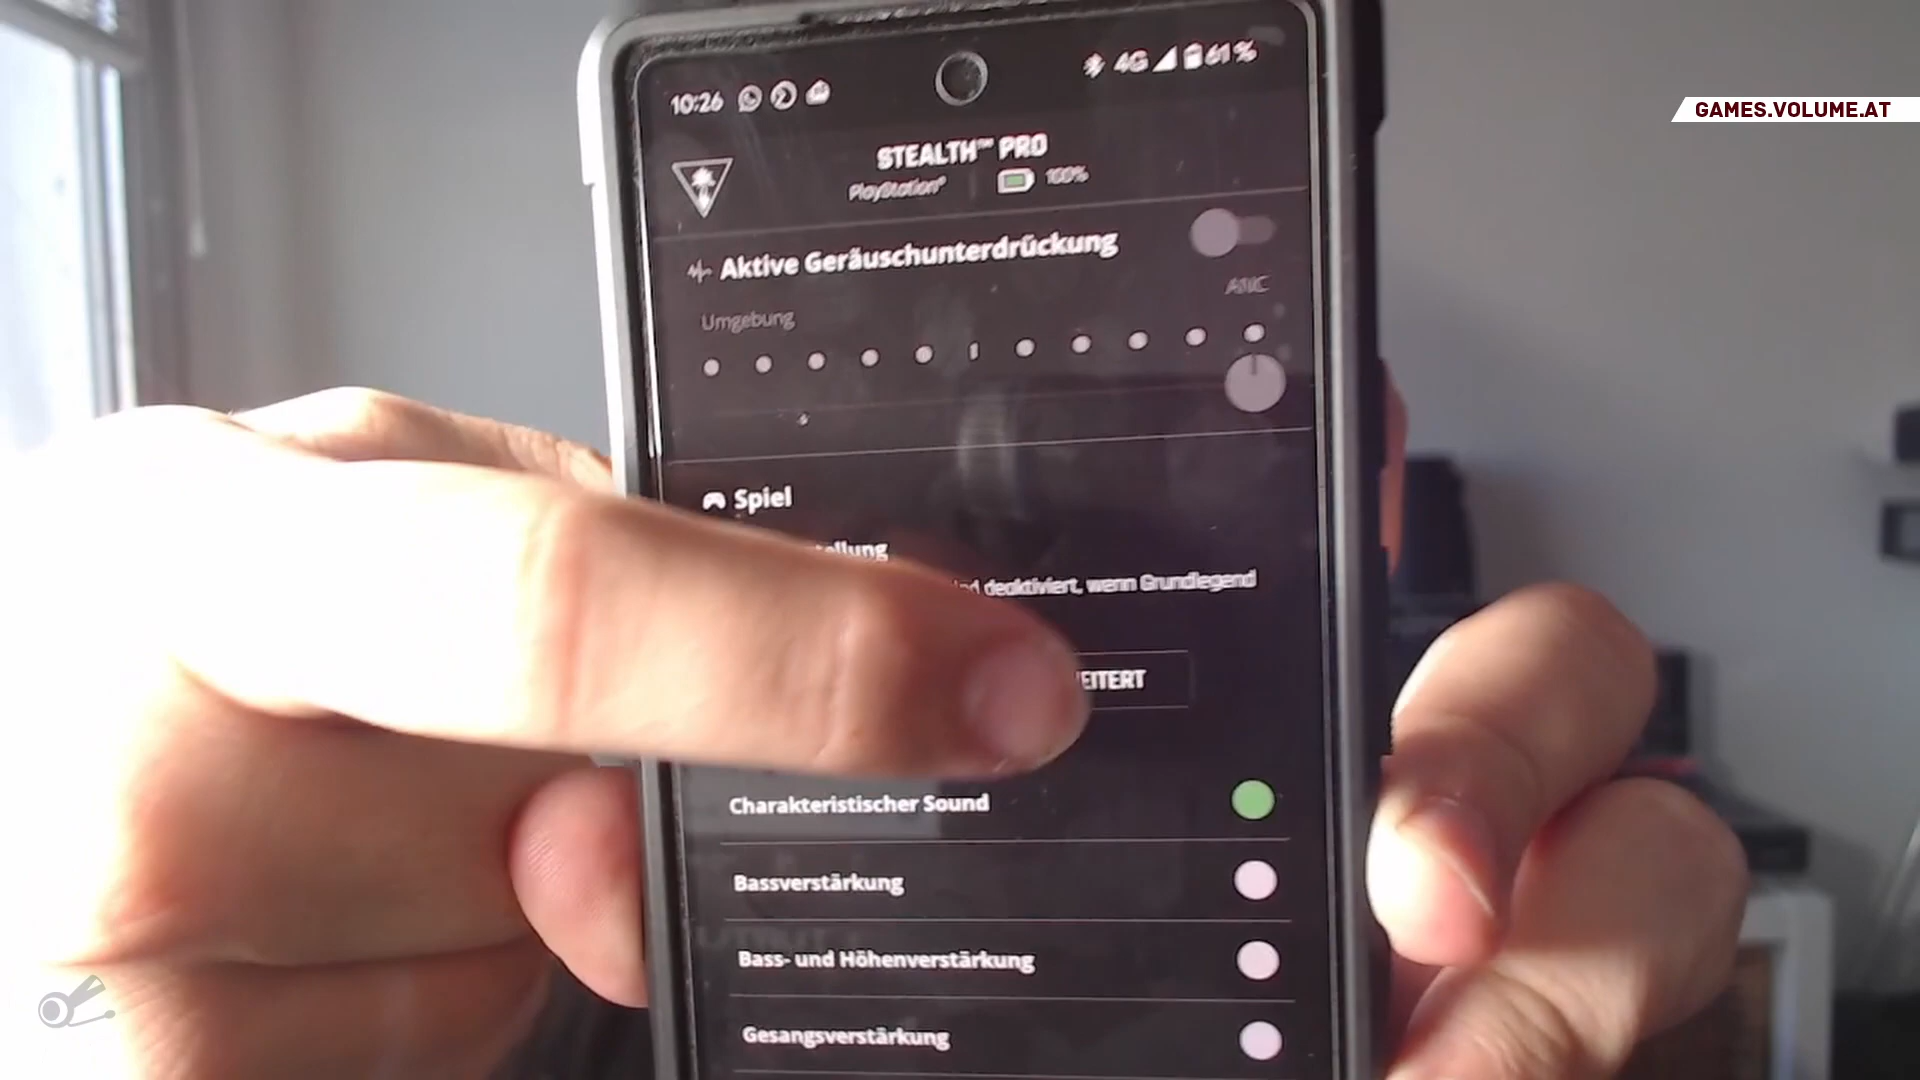 GAMES.VOLUME.AT
10:26 4G 61%
STEALTH™ PRO
PlayStation® 100%
Aktive Geräuschunterdrückung
ANC
Umgebung
Spiel
deaktiviert, wenn Grundlegend
Charakteristischer Sound
Bassverstärkung
Bass- und Höhenverstärkung
Gesangsverstärkung